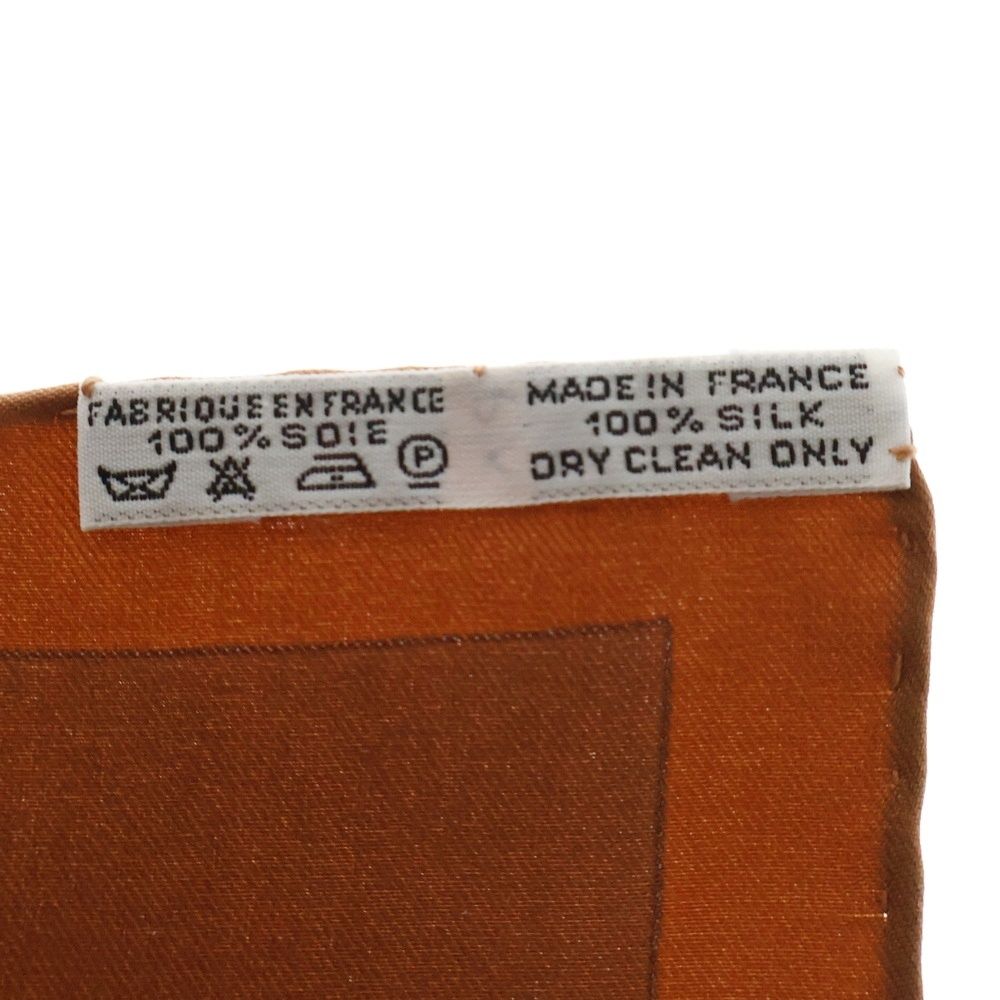 FABRIQUE EN FRANCE
100% SOIE
P
MADE IN FRANCE
100% SILK
DRY CLEAN ONLY